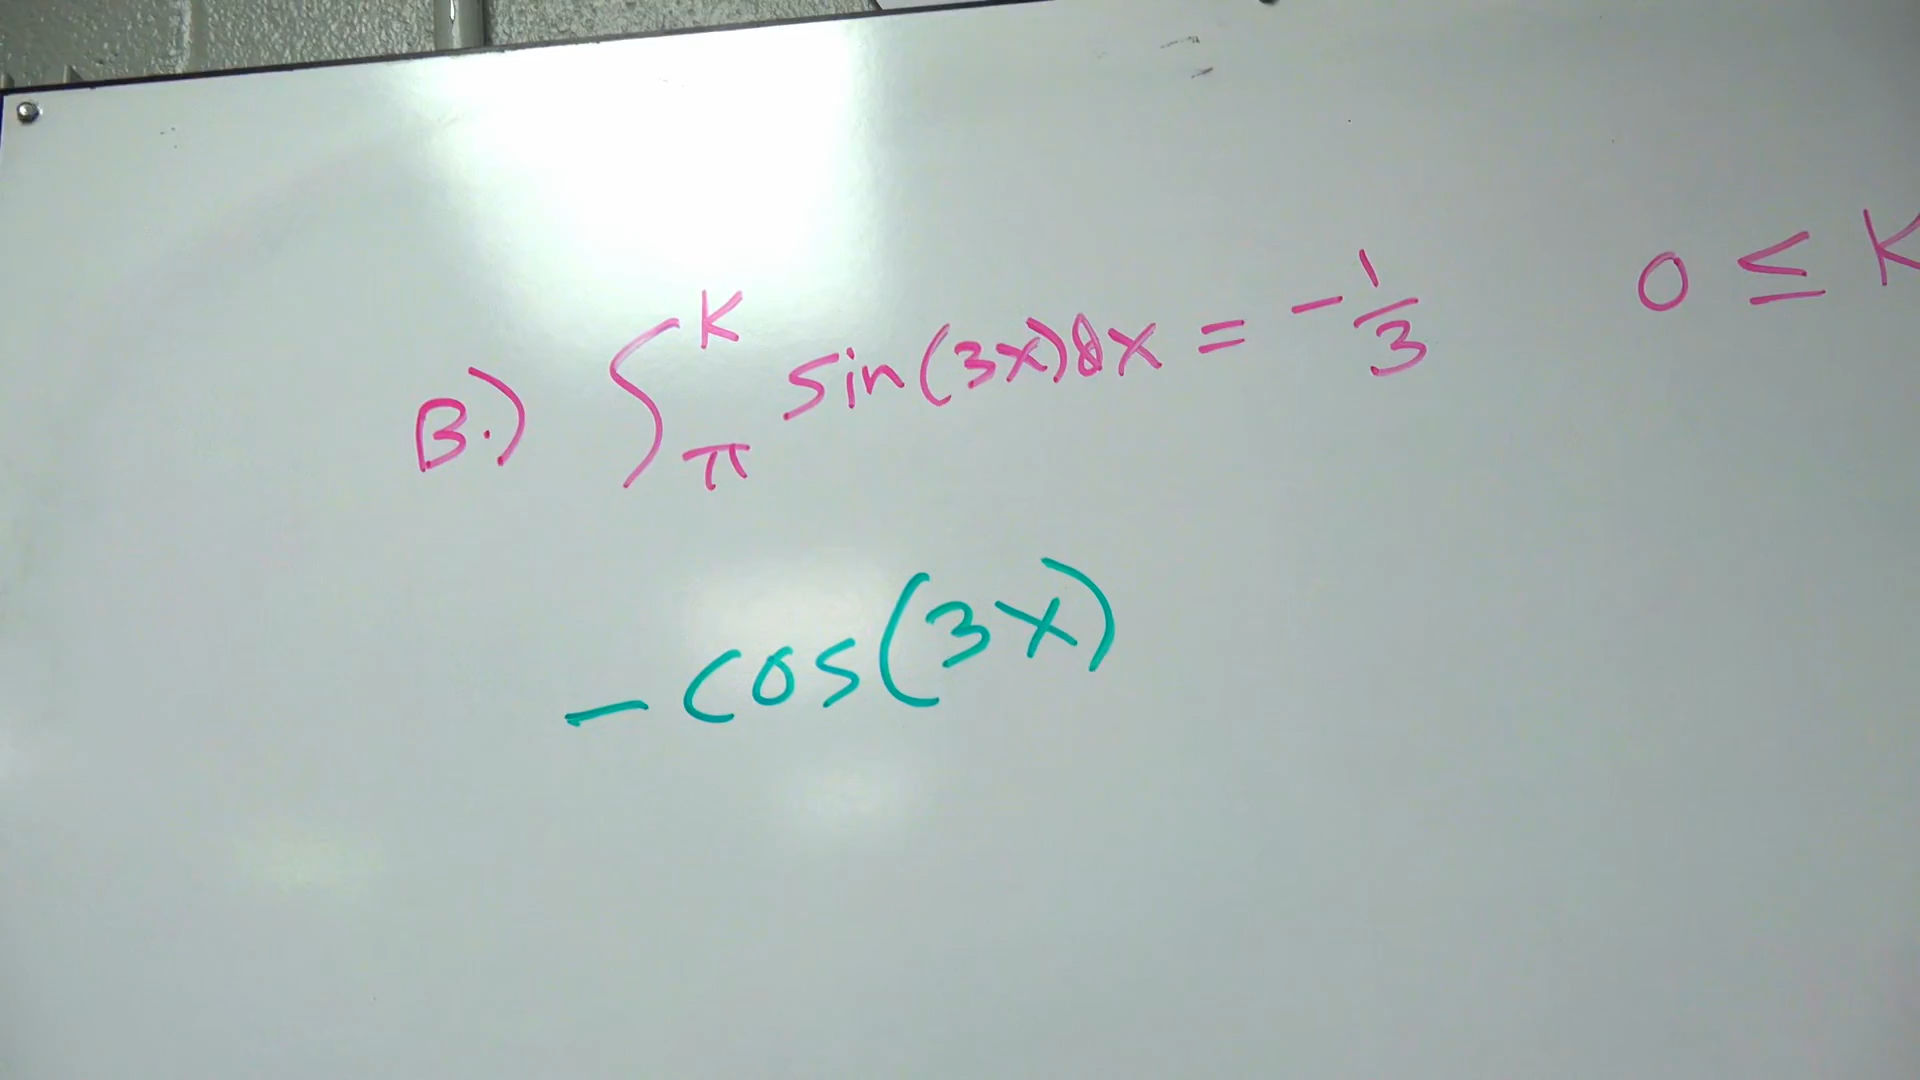 B.) ∫_π^K sin(3x)dx = -1/3 0 ≤ K
-cos(3x)